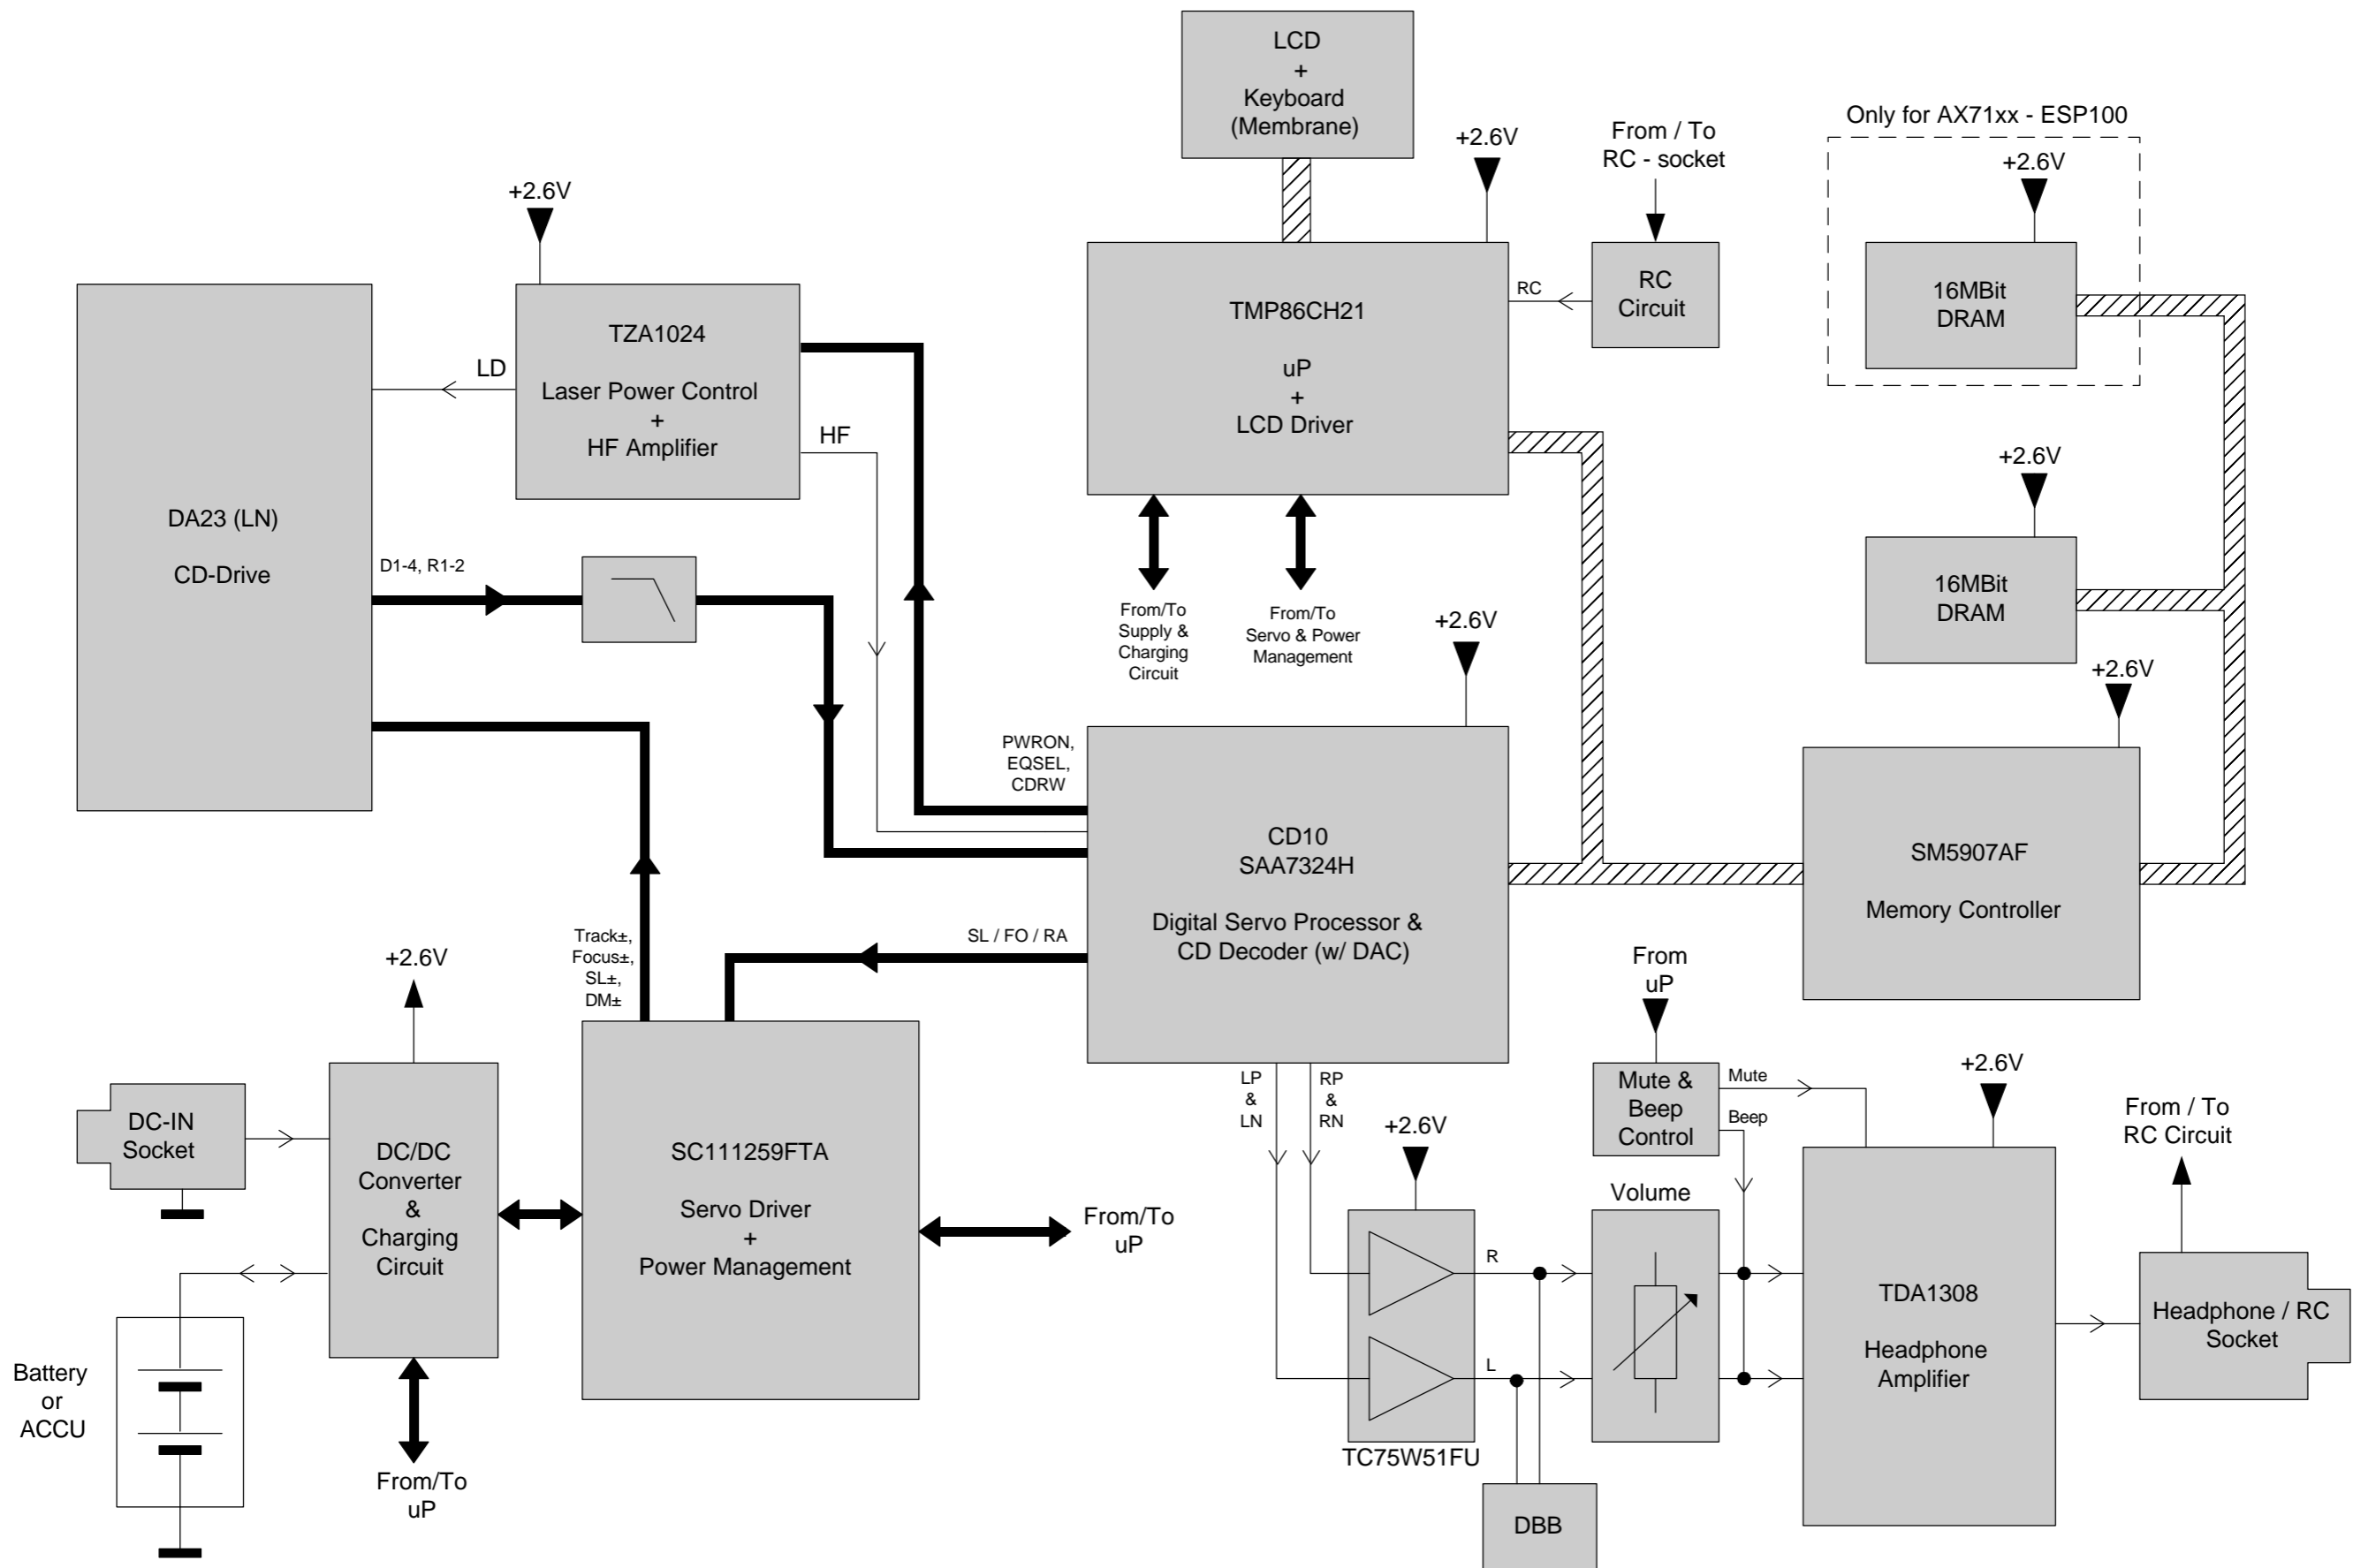 LCD
+
Keyboard
(Membrane)
+2.6V
From / To
RC - socket
Only for AX71xx - ESP100
+2.6V
16MBit
DRAM
+2.6V
TZA1024
Laser Power Control
+
HF Amplifier
LD
HF
TMP86CH21
uP
+
LCD Driver
RC
RC
Circuit
DA23 (LN)
CD-Drive
D1-4, R1-2
From/To
Supply &
Charging
Circuit
From/To
Servo & Power
Management
+2.6V
+2.6V
16MBit
DRAM
+2.6V
PWRON,
EQSEL,
CDRW
CD10
SAA7324H
Digital Servo Processor &
CD Decoder (w/ DAC)
SM5907AF
Memory Controller
SL / FO / RA
Track±,
Focus±,
SL±,
DM±
+2.6V
DC-IN
Socket
DC/DC
Converter
&
Charging
Circuit
SC111259FTA
Servo Driver
+
Power Management
From/To
uP
Battery
or
ACCU
From/To
uP
LP
&
LN
RP
&
RN
+2.6V
R
L
TC75W51FU
DBB
Volume
From
uP
Mute &
Beep
Control
Mute
Beep
+2.6V
TDA1308
Headphone
Amplifier
From / To
RC Circuit
Headphone / RC
Socket